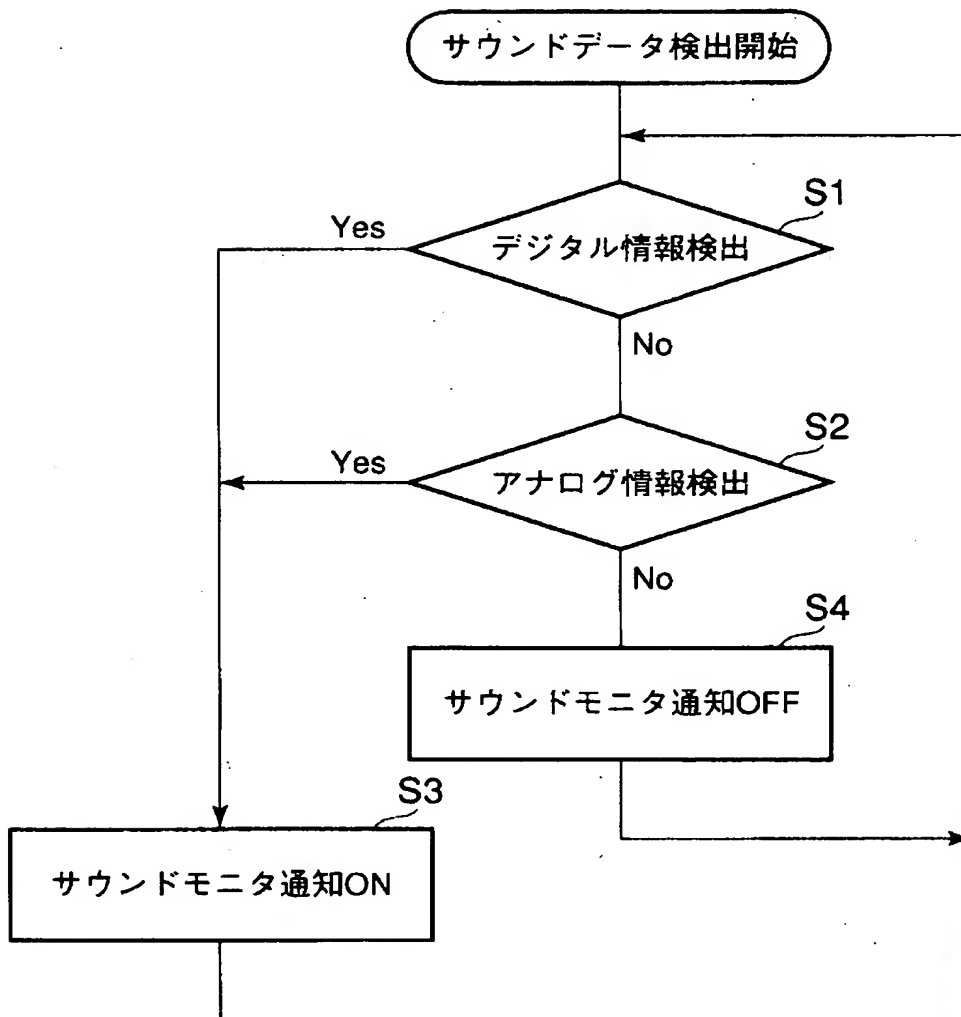 サウンドデータ検出開始
S1
Yes
デジタル情報検出
No
S2
Yes
アナログ情報検出
No
S4
サウンドモニタ通知OFF
S3
サウンドモニタ通知ON